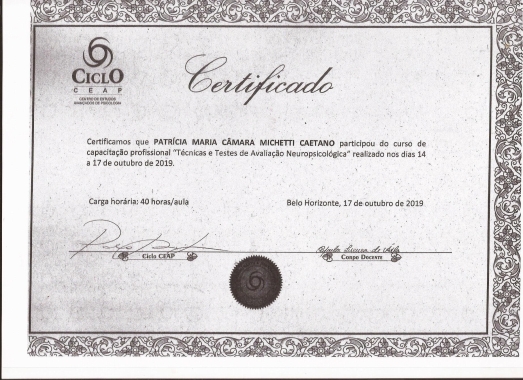 CICLO
CEAP
CENTRO DE ESTUDOS
AVANÇADOS DE PSICOLOGIA
Certificado
Certificamos que PATRÍCIA MARIA CÂMARA MICHETTI CAETANO participou do curso de
capacitação profissional "Técnicas e Testes de Avaliação Neuropsicológica" realizado nos dias 14
a 17 de outubro de 2019.
Carga horária: 40 horas/aula
Belo Horizonte, 17 de outubro de 2019
Ciclo CEAP
Corpo Docente